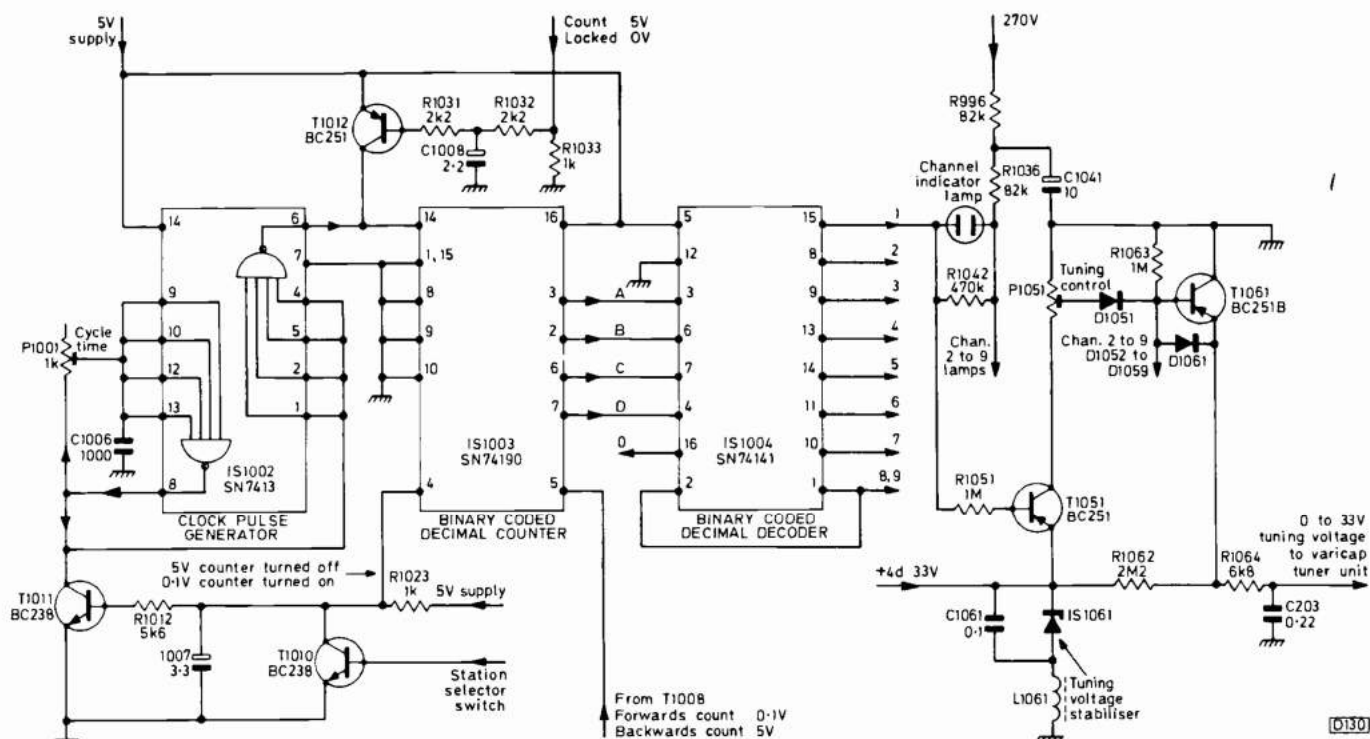 5V
supply
Count 5V
Locked 0V
270V
T1012
BC251
R1031
2k2
R1032
2k2
C1008
2·2
R1033
1k
R996
82k
Channel
indicator
lamp
R1036
82k
C1041
10
14
6
7
4
5
2
1
9
10
12
13
8
P1001
1k
Cycle
time
C1006
1000
IS1002
SN7413
CLOCK PULSE
GENERATOR
14
1, 15
8
9
10
4
16
3
2
6
7
5
IS1003
SN74190
BINARY CODED
DECIMAL COUNTER
A
B
C
D
0
5
12
3
6
7
4
16
2
15
8
9
13
14
11
10
1
IS1004
SN74141
BINARY CODED
DECIMAL DECODER
1
2
3
4
5
6
7
8,9
R1042
470k
Chan.
2 to 9
lamps
P1051
Tuning
control
D1051
R1063
1M
T1061
BC251B
Chan. 2 to 9
D1052 to
D1059
D1061
R1051
1M
T1051
BC251
0 to 33V
tuning voltage
to varicap
tuner unit
+4d 33V
R1062
2M2
R1064
6k8
C1061
0·1
IS1061
C203
0·22
L1061
Tuning
voltage
stabiliser
5V counter turned off
0·1V counter turned on
R1023
1k
5V supply
T1011
BC238
R1012
5k6
1007
3·3
T1010
BC238
Station
selector
switch
From T1008
Forwards count 0·1V
Backwards count 5V
D130